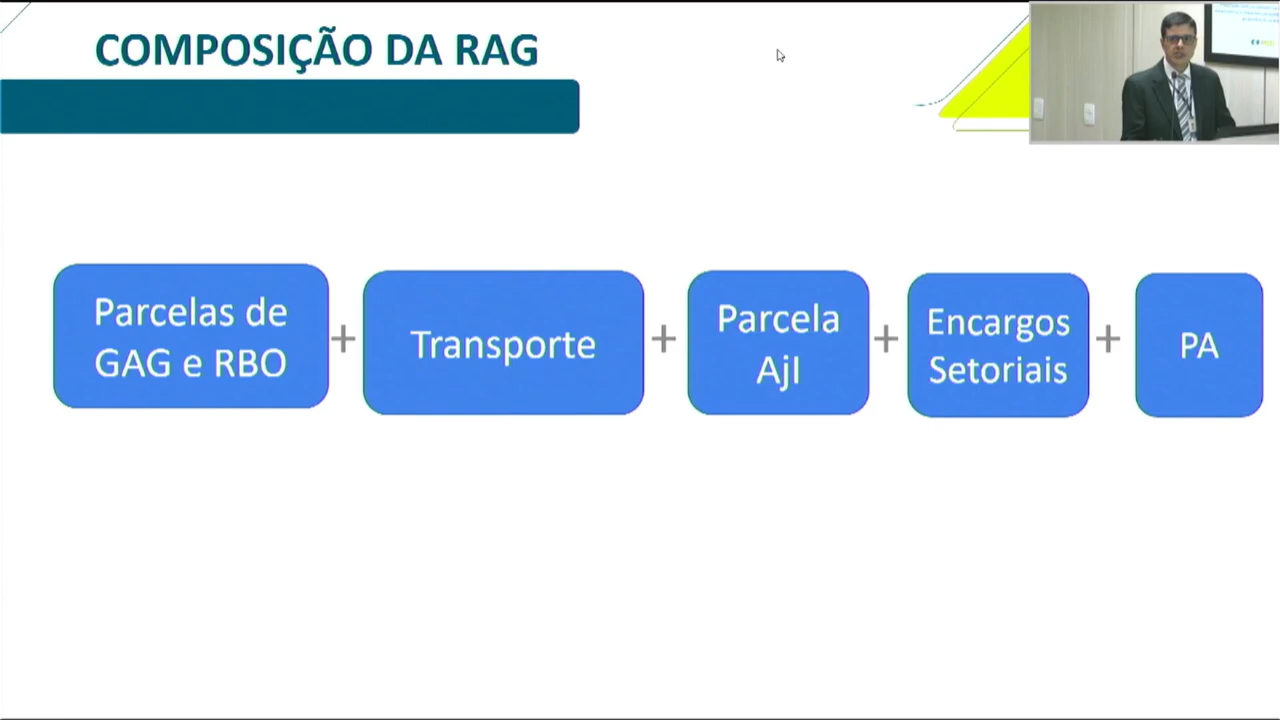 COMPOSIÇÃO DA RAG
Parcelas de
GAG e RBO
+
Transporte
+
Parcela
AjI
+
Encargos
Setoriais
+
PA